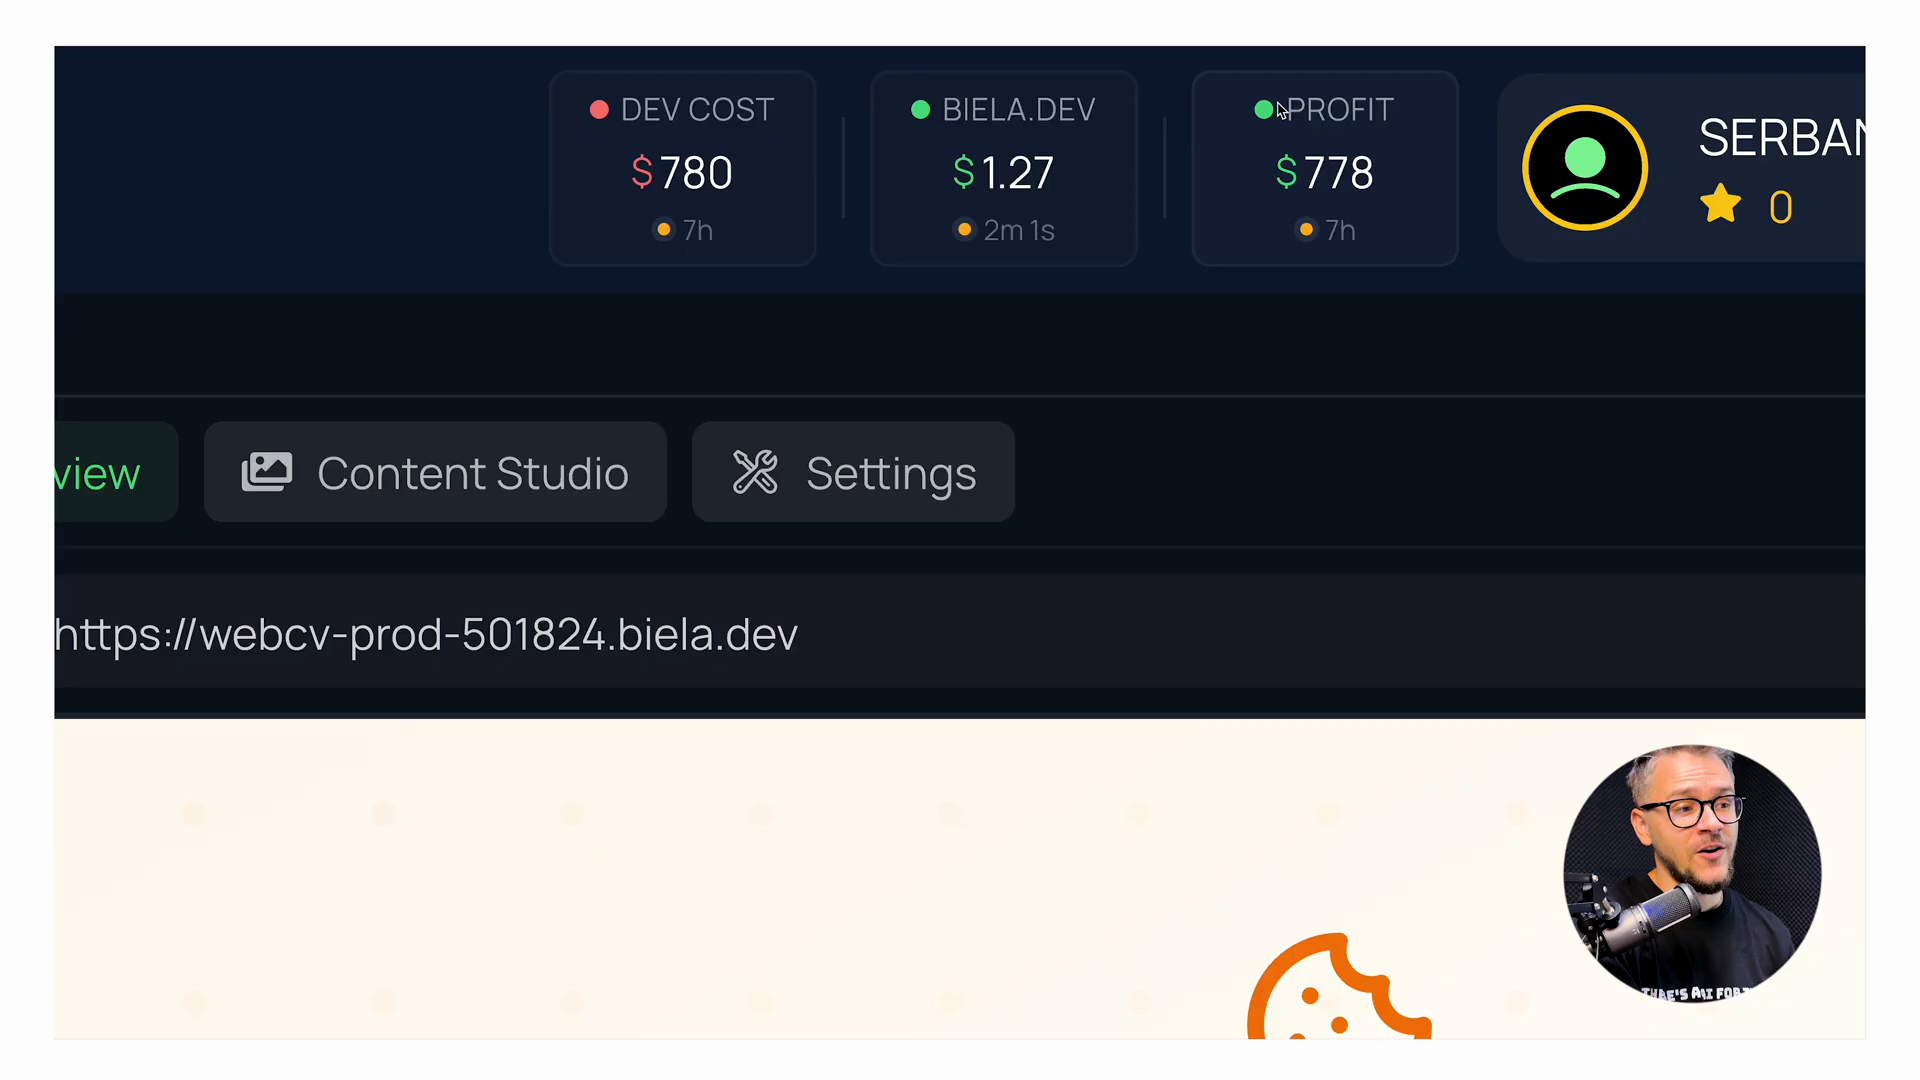 DEV COST
$780
7h
BIELA.DEV
$1.27
2m 1s
PROFIT
$778
7h
SERBAN
0
view
Content Studio
Settings
https://webcv-prod-501824.biela.dev